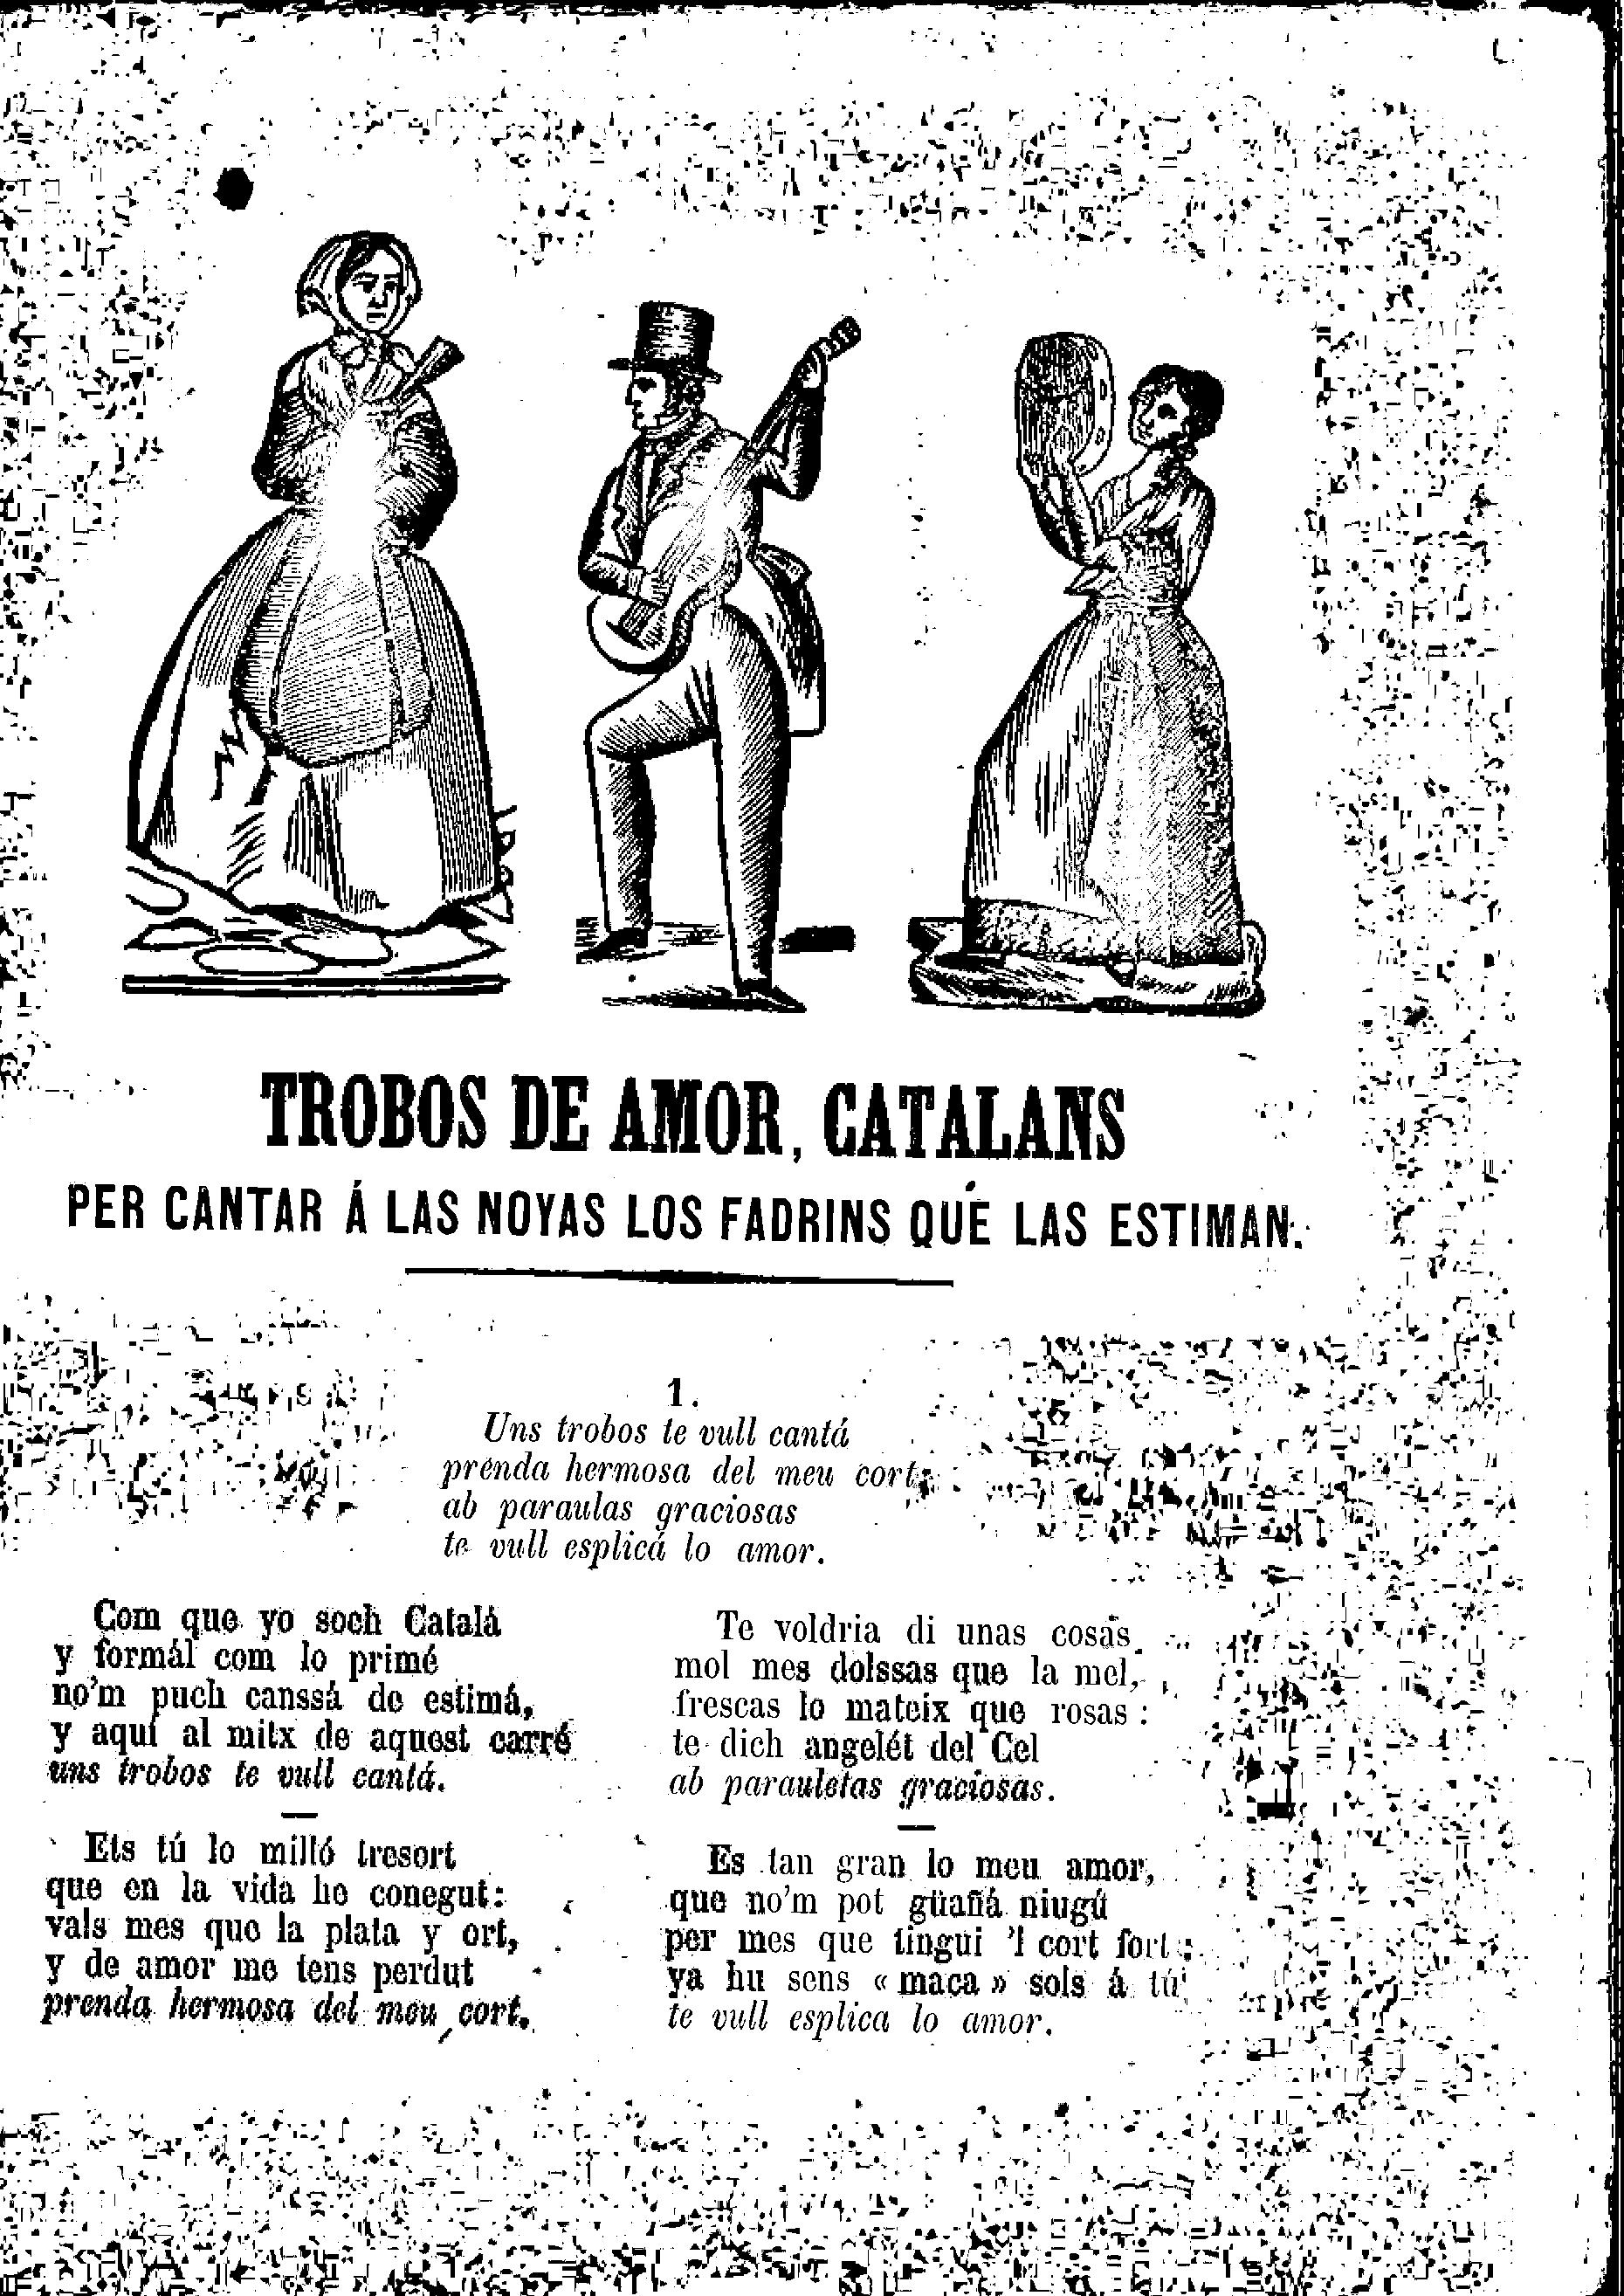 TROBOS DE AMOR, CATALANS
PER CANTAR Á LAS NOYAS LOS FADRINS QUE LAS ESTIMAN.
1.
Uns trobos te vull cantá
prenda hermosa del meu cort,
ab paraulas graciosas
te vull esplicá lo amor.
Com que yo soch Catalá
y formál com lo primé
no'm puch canssá de estimá,
y aquí al mitx de aquest carré
uns trobos te vull cantá.
Ets tú lo milló tresort
que en la vida he conegut:
vals mes que la plata y ort,
y de amor me tens perdut
prenda hermosa del meu cort.
Te voldria di unas cosas
mol mes dolssas que la mel,
frescas lo mateix que rosas:
te dich angelét del Cel
ab parauletas graciosas.
Es tan gran lo meu amor,
que no'm pot güañá niugú
per mes que tingui 'l cort fort;
ya hu sens « maca » sols á tú
te vull esplica lo amor.